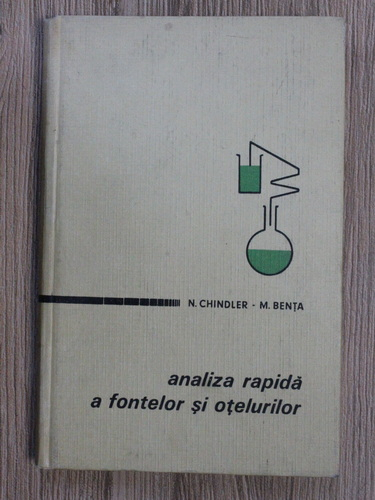 N. CHINDLER - M. BENȚA
analiza rapidă
a fontelor și oțelurilor